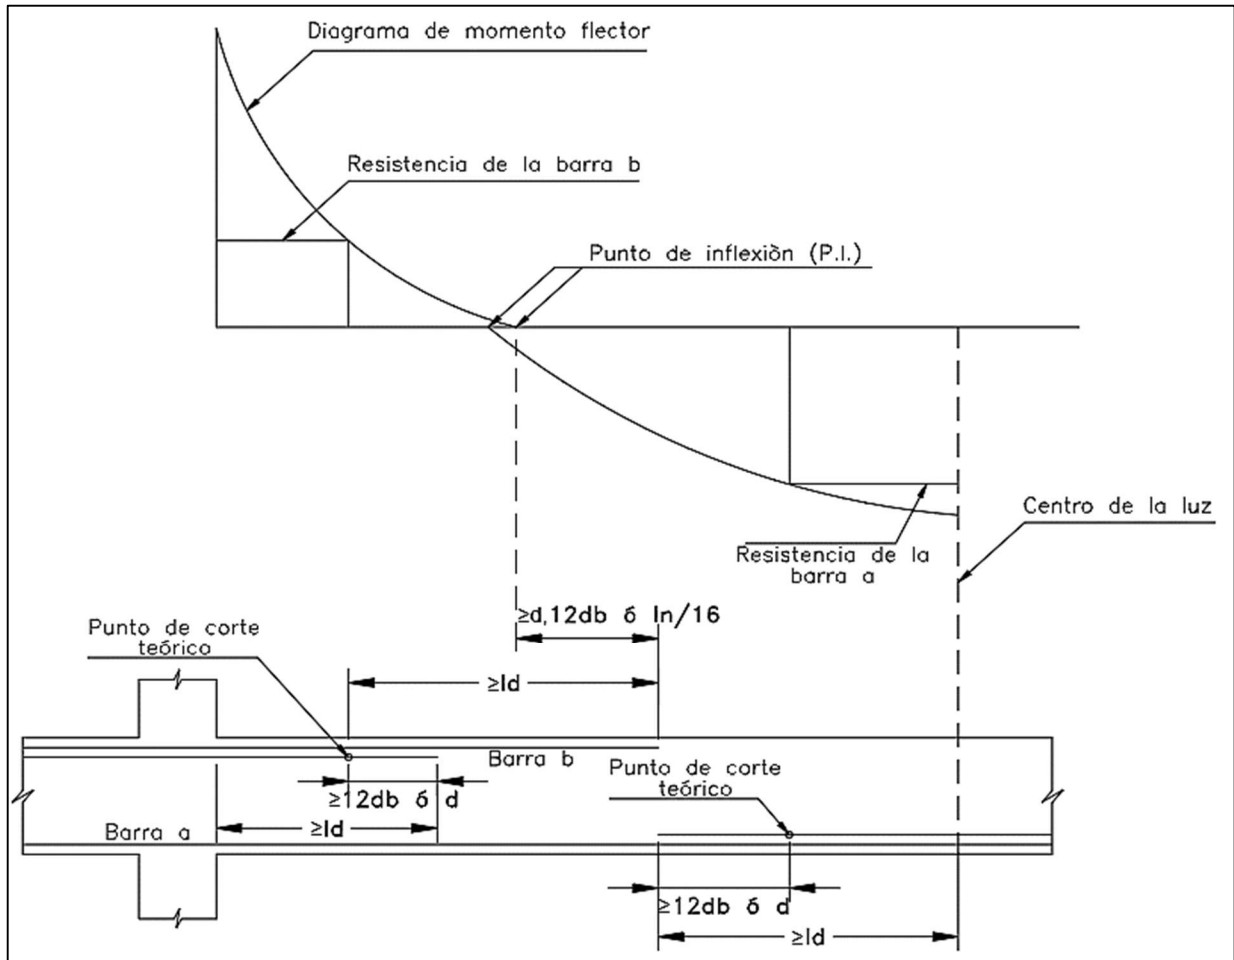 Diagrama de momento flector
Resistencia de la barra b
Punto de inflexiòn (P.I.)
Centro de la luz
Resistencia de la
barra a
≥d,12db ó ln/16
Punto de corte
teórico
≥ld
Barra b
Punto de corte
teórico
≥12db ó d
Barra a
≥ld
≥12db ó d
≥ld